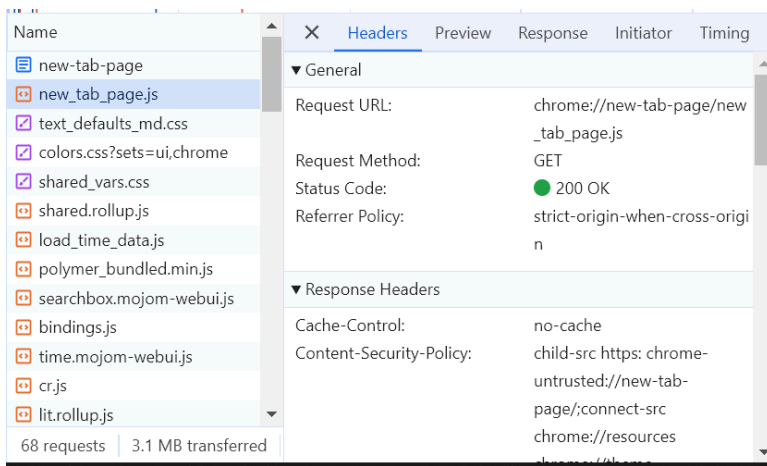 Name
new-tab-page
new_tab_page.js
text_defaults_md.css
colors.css?sets=ui,chrome
shared_vars.css
shared.rollup.js
load_time_data.js
polymer_bundled.min.js
searchbox.mojom-webui.js
bindings.js
time.mojom-webui.js
cr.js
lit.rollup.js
68 requests 3.1 MB transferred
Headers Preview Response Initiator Timing
General
Request URL: chrome://new-tab-page/new
_tab_page.js
Request Method: GET
Status Code: 200 OK
Referrer Policy: strict-origin-when-cross-origi
n
Response Headers
Cache-Control: no-cache
Content-Security-Policy: child-src https: chrome-
untrusted://new-tab-
page/;connect-src
chrome://resources